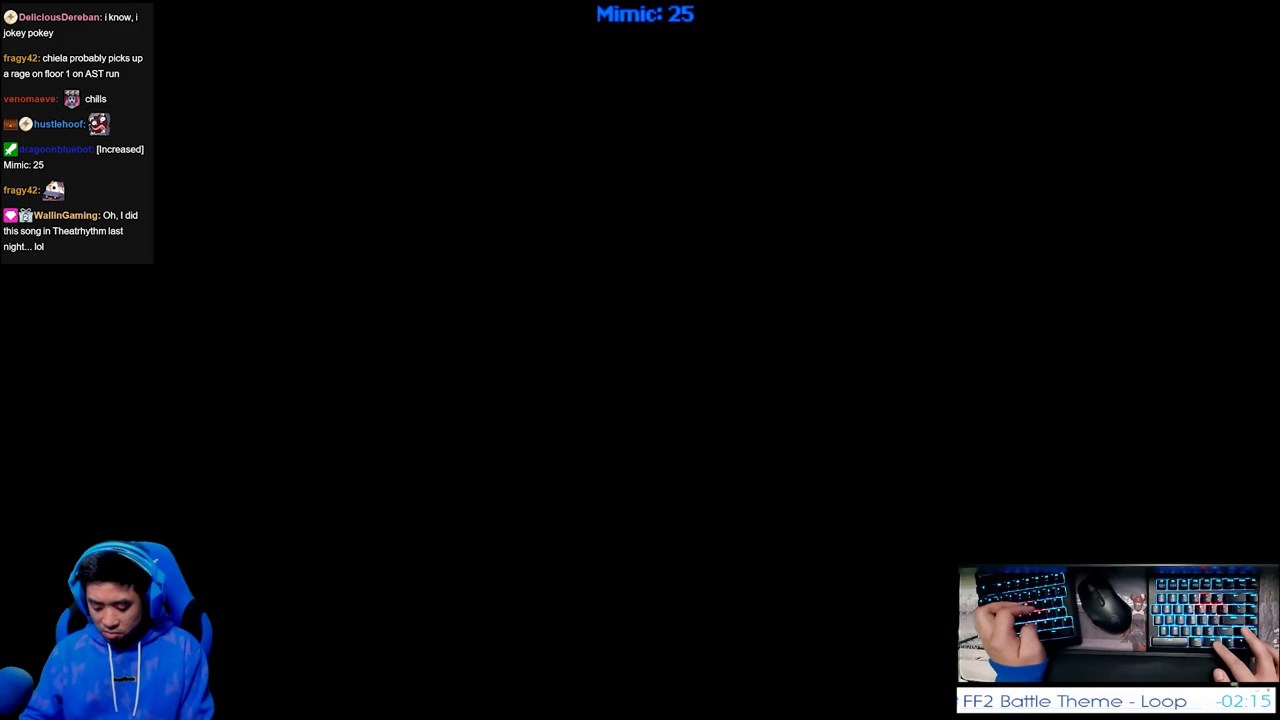 Mimic: 25
DeliciousDereban: i know, i
jokey pokey
fragy42: chiela probably picks up
a rage on floor 1 on AST run
venomaeve: chills
hustlehoof:
dragoonbluebot: [Increased]
Mimic: 25
fragy42:
WallinGaming: Oh, I did
this song in Theatrhythm last
night... lol
FF2 Battle Theme - Loop -02:15